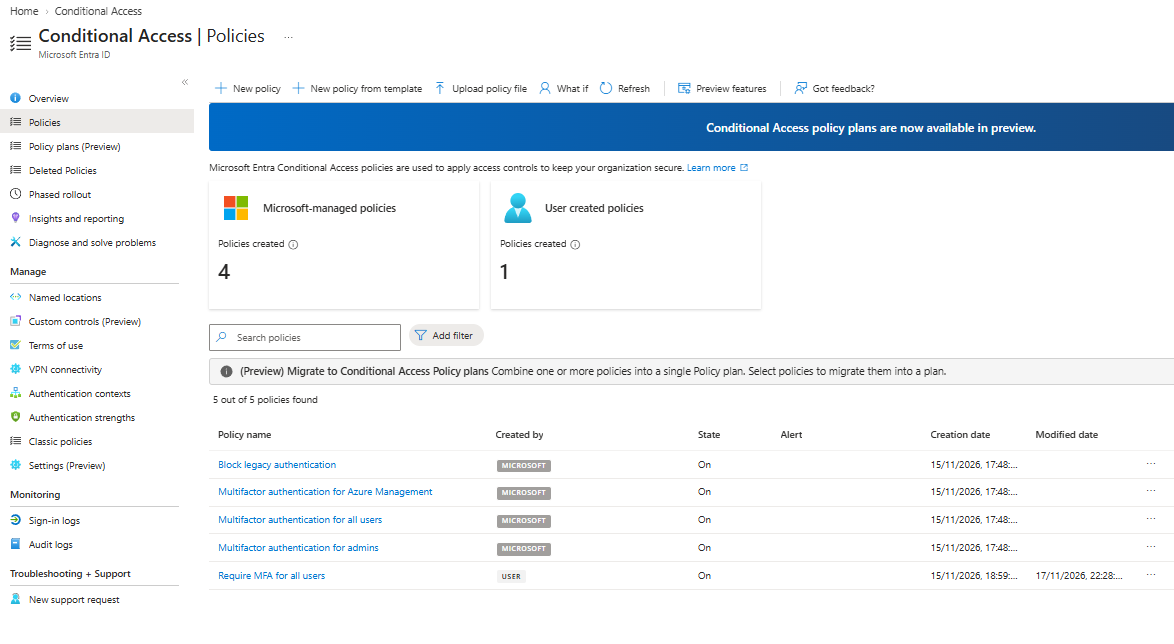 Home › Conditional Access
Conditional Access | Policies ...
Microsoft Entra ID
«
Overview
Policies
Policy plans (Preview)
Deleted Policies
Phased rollout
Insights and reporting
Diagnose and solve problems
Manage
Named locations
Custom controls (Preview)
Terms of use
VPN connectivity
Authentication contexts
Authentication strengths
Classic policies
Settings (Preview)
Monitoring
Sign-in logs
Audit logs
Troubleshooting + Support
New support request
New policy New policy from template Upload policy file What if Refresh Preview features Got feedback?
Conditional Access policy plans are now available in preview.
Microsoft Entra Conditional Access policies are used to apply access controls to keep your organization secure. Learn more
Microsoft-managed policies
Policies created
4
User created policies
Policies created
1
Search policies Add filter
(Preview) Migrate to Conditional Access Policy plans Combine one or more policies into a single Policy plan. Select policies to migrate them into a plan.
5 out of 5 policies found
Policy name Created by State Alert Creation date Modified date
Block legacy authentication MICROSOFT On 15/11/2026, 17:48:... ...
Multifactor authentication for Azure Management MICROSOFT On 15/11/2026, 17:48:... ...
Multifactor authentication for all users MICROSOFT On 15/11/2026, 17:48:... ...
Multifactor authentication for admins MICROSOFT On 15/11/2026, 17:48:... ...
Require MFA for all users USER On 15/11/2026, 18:59:... 17/11/2026, 22:28:... ...